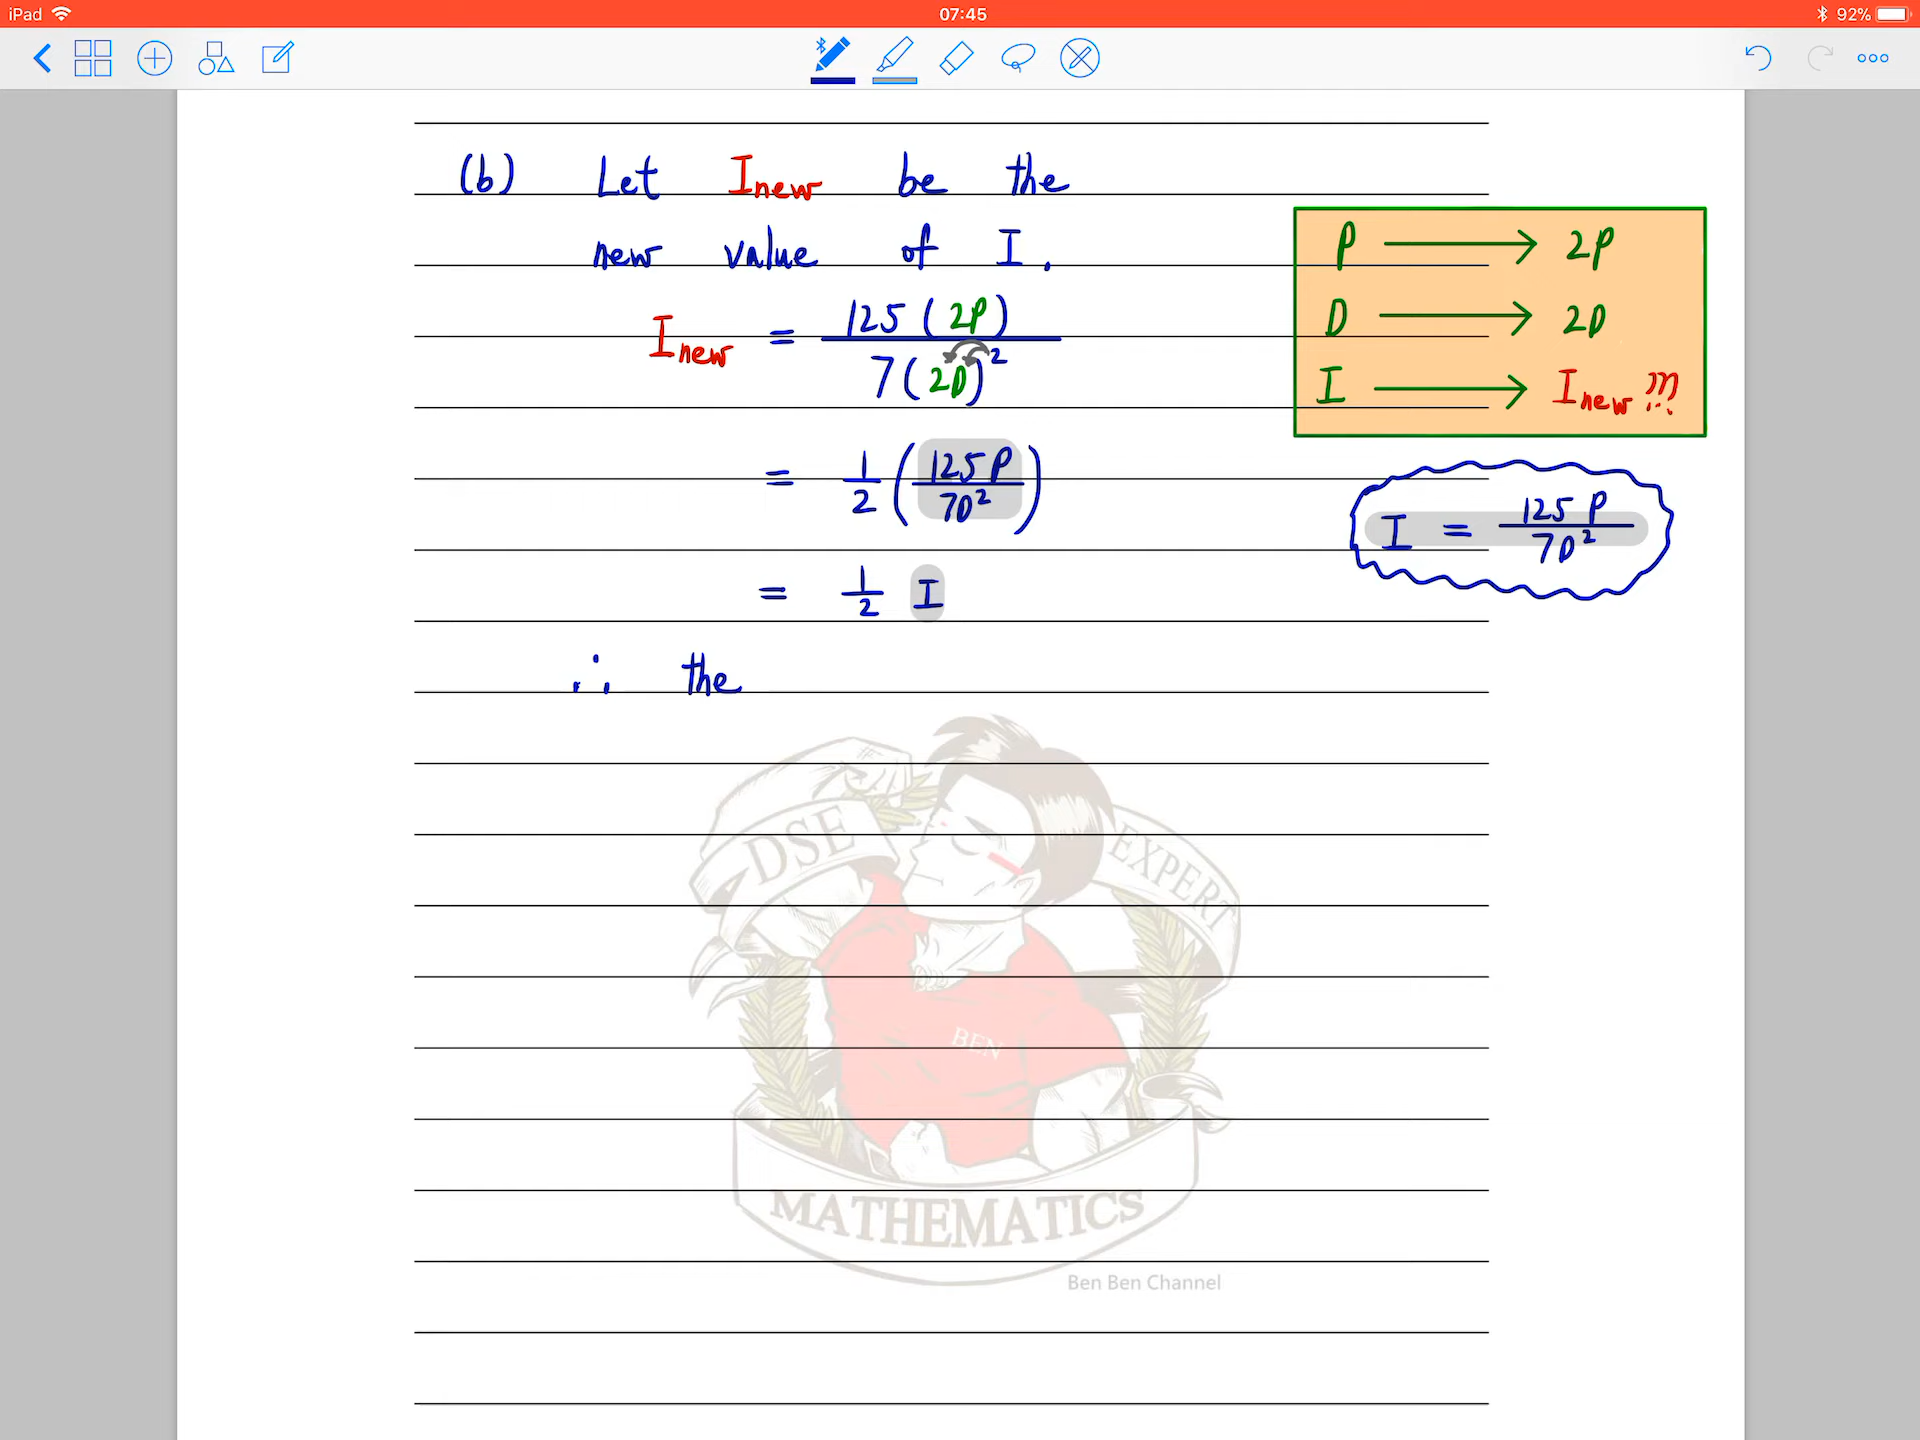 iPad 07:45 92%
(b) Let Inew be the
new value of I.
Inew = 125(2P) / 7(2D)²
= 1/2 (125P / 7D²)
= 1/2 I
∴ the
P → 2P
D → 2D
I → Inew ???
I = 125P / 7D²
DSE EXPERT
BEN
MATHEMATICS
Ben Ben Channel